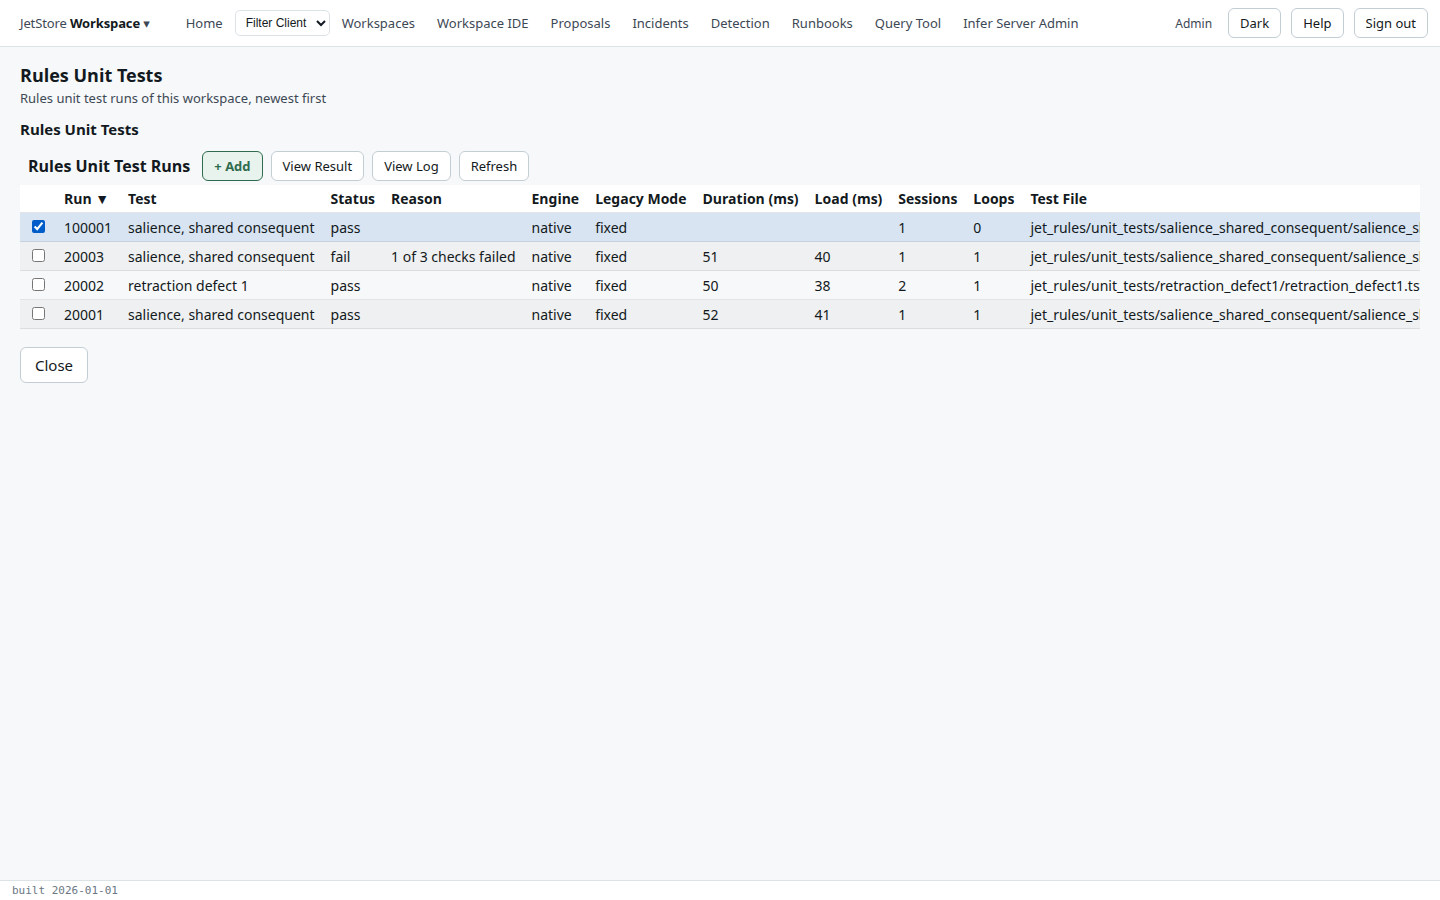 JetStore Workspace ▾ Home Filter Client Workspaces Workspace IDE Proposals Incidents Detection Runbooks Query Tool Infer Server Admin Admin Dark Help Sign out
Rules Unit Tests
Rules unit test runs of this workspace, newest first
Rules Unit Tests
Rules Unit Test Runs + Add View Result View Log Refresh
Run ▼ Test Status Reason Engine Legacy Mode Duration (ms) Load (ms) Sessions Loops Test File
100001 salience, shared consequent pass native fixed 1 0 jet_rules/unit_tests/salience_shared_consequent/salience_s
20003 salience, shared consequent fail 1 of 3 checks failed native fixed 51 40 1 1 jet_rules/unit_tests/salience_shared_consequent/salience_s
20002 retraction defect 1 pass native fixed 50 38 2 1 jet_rules/unit_tests/retraction_defect1/retraction_defect1.ts
20001 salience, shared consequent pass native fixed 52 41 1 1 jet_rules/unit_tests/salience_shared_consequent/salience_s
Close
built 2026-01-01